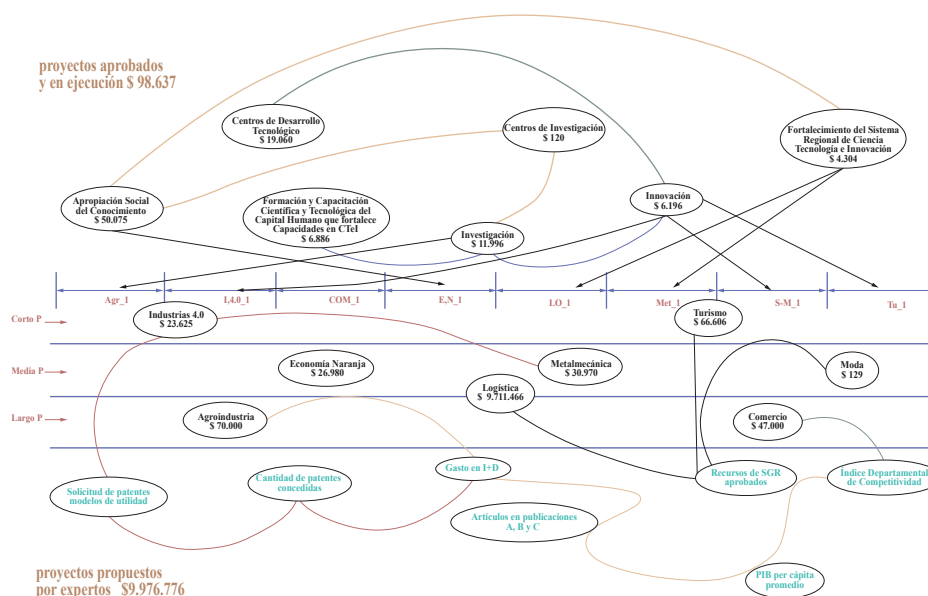 proyectos aprobados
y en ejecución $ 98.637
Centros de Desarrollo
Tecnológico
$ 19.060
Centros de Investigación
$ 120
Fortalecimiento del Sistema
Regional de Ciencia
Tecnología e Innovación
$ 4.304
Apropiación Social
del Conocimiento
$ 50.075
Formación y Capacitación
Científica y Tecnológica del
Capital Humano que fortalece
Capacidades en CTeI
$ 6.886
Innovación
$ 6.196
Investigación
$ 11.996
Agr_1
I,4.0_1
COM_1
E,N_1
LO_1
Met_1
S-M_1
Tu_1
Corto P
Industrias 4.0
$ 23.625
Turismo
$ 66.606
Media P
Economía Naranja
$ 26.980
Metalmecánica
$ 30.970
Moda
$ 129
Logística
$ 9.711.466
Largo P
Agroindustria
$ 70.000
Comercio
$ 47.000
Gasto en I+D
Solicitud de patentes
modelos de utilidad
Cantidad de patentes
concedidas
Recursos de SGR
aprobados
Índice Departamental
de Competitividad
Artículos en publicaciones
A, B y C
PIB per cápita
promedio
proyectos propuestos
por expertos $9.976.776